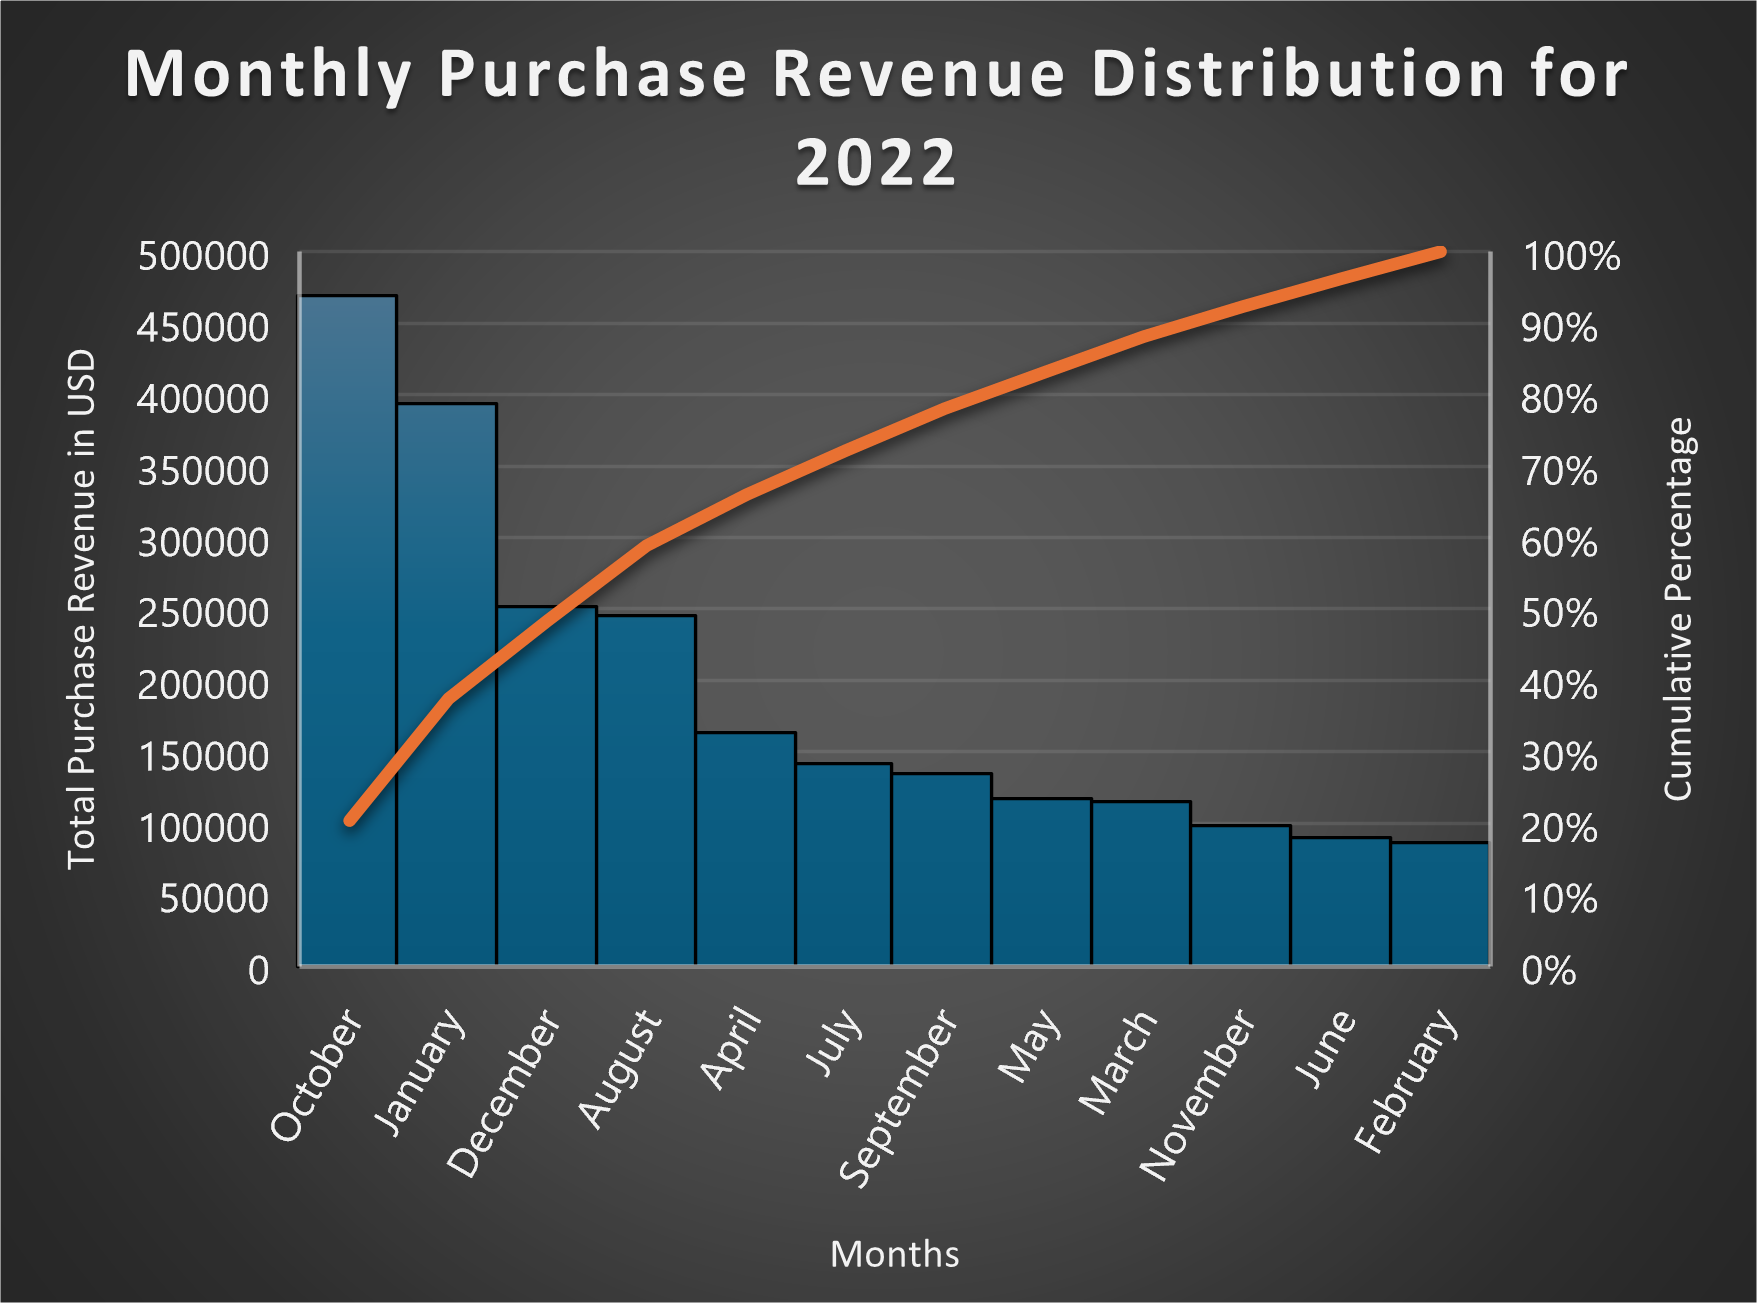 Monthly Purchase Revenue Distribution for
2022
Total Purchase Revenue in USD
500000
450000
400000
350000
300000
250000
200000
150000
100000
50000
0
100%
90%
80%
70%
60%
50%
40%
30%
20%
10%
0%
Cumulative Percentage
October
January
December
August
April
July
September
May
March
November
June
February
Months